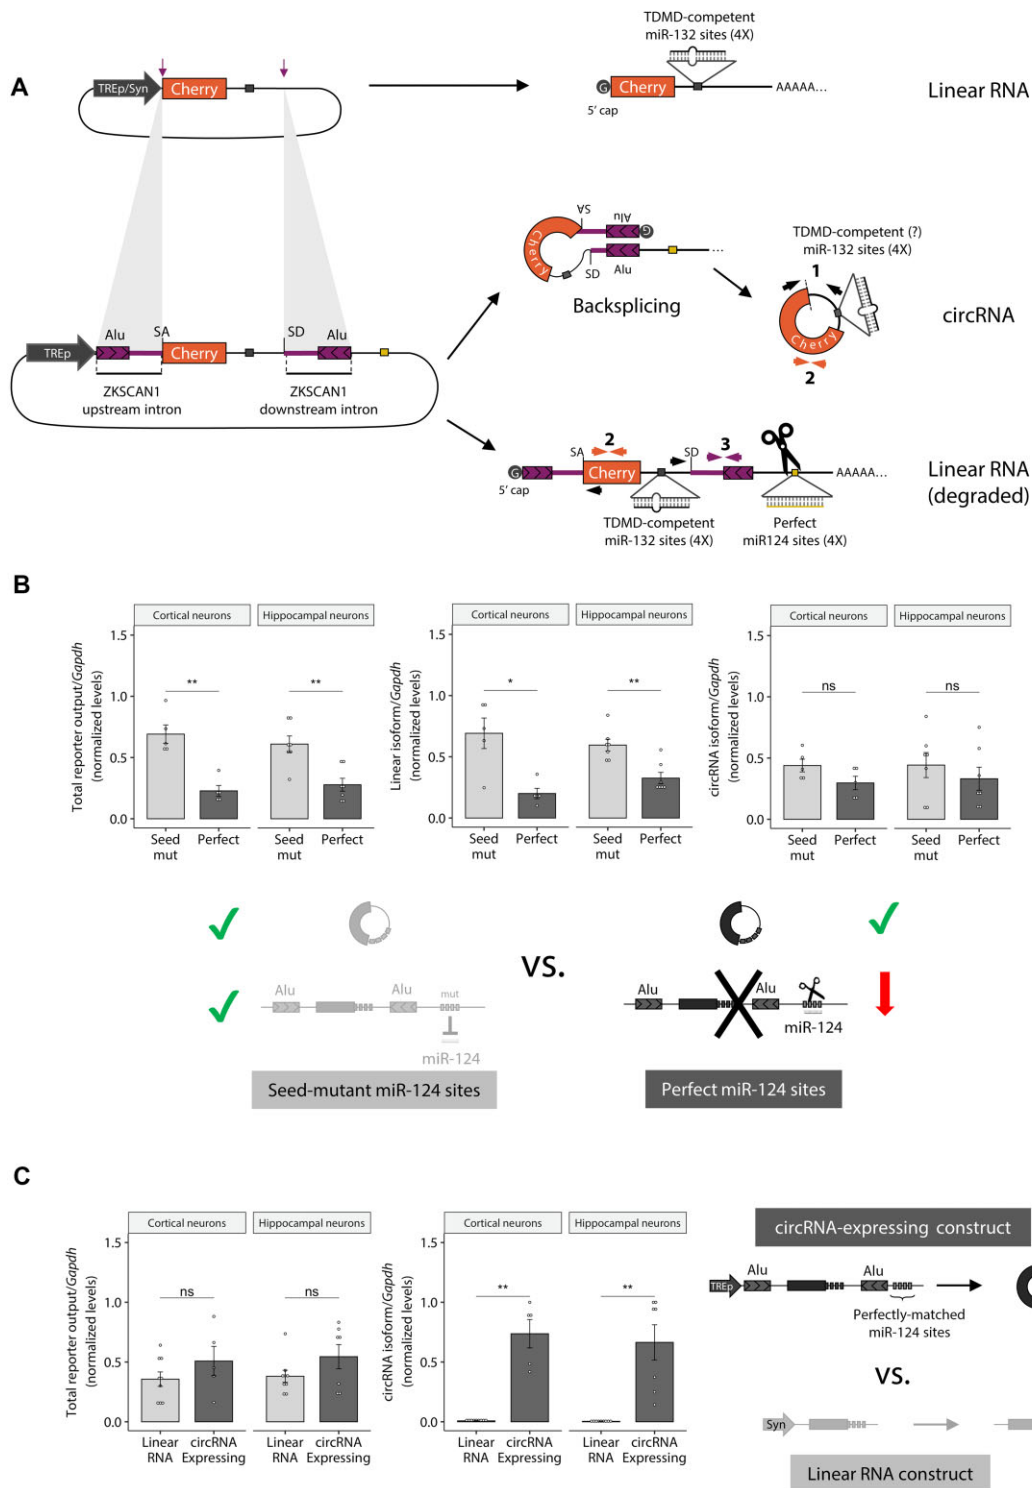 A
TREp/Syn
Cherry
TDMD-competent
miR-132 sites (4X)
G
Cherry
AAAAA...
5' cap
Linear RNA
TREp
Alu
SA
Cherry
SD
Alu
ZKSCAN1
upstream intron
ZKSCAN1
downstream intron
SA
Alu
G
Cherry
SD
Alu
...
Backsplicing
TDMD-competent (?)
miR-132 sites (4X)
1
Cherry
2
circRNA
G
5' cap
SA
2
Cherry
SD
3
AAAAA...
TDMD-competent
miR-132 sites (4X)
Perfect
miR124 sites (4X)
Linear RNA
(degraded)
B
Total reporter output/Gapdh
(normalized levels)
Cortical neurons
Hippocampal neurons
1.5
1.0
0.5
0.0
**
**
Seed
mut
Perfect
Seed
mut
Perfect
Linear isoform/Gapdh
(normalized levels)
Cortical neurons
Hippocampal neurons
1.5
1.0
0.5
0.0
*
**
Seed
mut
Perfect
Seed
mut
Perfect
circRNA isoform/Gapdh
(normalized levels)
Cortical neurons
Hippocampal neurons
1.5
1.0
0.5
0.0
ns
ns
Seed
mut
Perfect
Seed
mut
Perfect
Alu
Alu
mut
miR-124
Seed-mutant miR-124 sites
VS.
Alu
Alu
miR-124
Perfect miR-124 sites
C
Total reporter output/Gapdh
(normalized levels)
Cortical neurons
Hippocampal neurons
1.5
1.0
0.5
0.0
ns
ns
Linear
RNA
circRNA
Expressing
Linear
RNA
circRNA
Expressing
circRNA isoform/Gapdh
(normalized levels)
Cortical neurons
Hippocampal neurons
1.5
1.0
0.5
0.0
**
**
Linear
RNA
circRNA
Expressing
Linear
RNA
circRNA
Expressing
circRNA-expressing construct
TREp
Alu
Alu
Perfectly-matched
miR-124 sites
VS.
Syn
Linear RNA construct